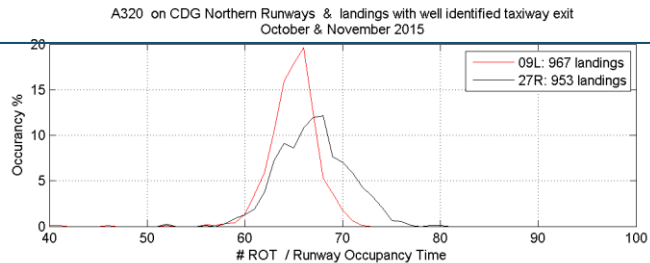 A320 on CDG Northern Runways & landings with well identified taxiway exit
October & November 2015
20
15
10
5
0
Occurancy %
09L: 967 landings
27R: 953 landings
40 50 60 70 80 90 100
# ROT / Runway Occupancy Time